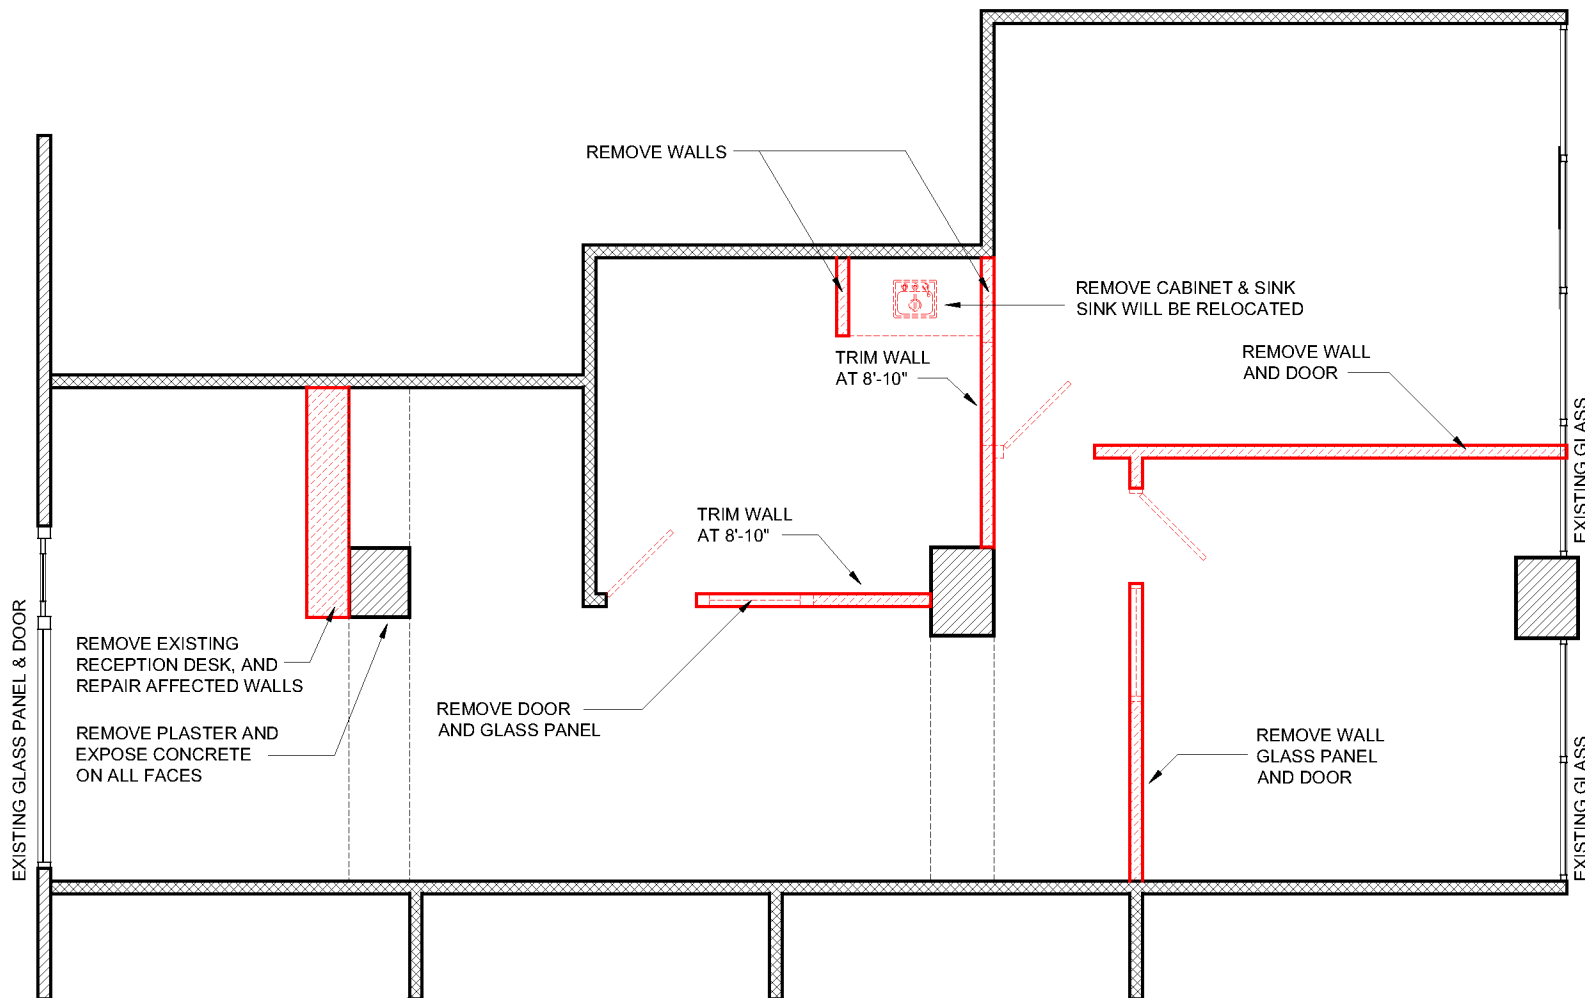 REMOVE WALLS
REMOVE CABINET & SINK
SINK WILL BE RELOCATED
TRIM WALL
AT 8'-10"
REMOVE WALL
AND DOOR
TRIM WALL
AT 8'-10"
EXISTING GLASS
EXISTING GLASS PANEL & DOOR
REMOVE EXISTING
RECEPTION DESK, AND
REPAIR AFFECTED WALLS
REMOVE PLASTER AND
EXPOSE CONCRETE
ON ALL FACES
REMOVE DOOR
AND GLASS PANEL
REMOVE WALL
GLASS PANEL
AND DOOR
EXISTING GLASS